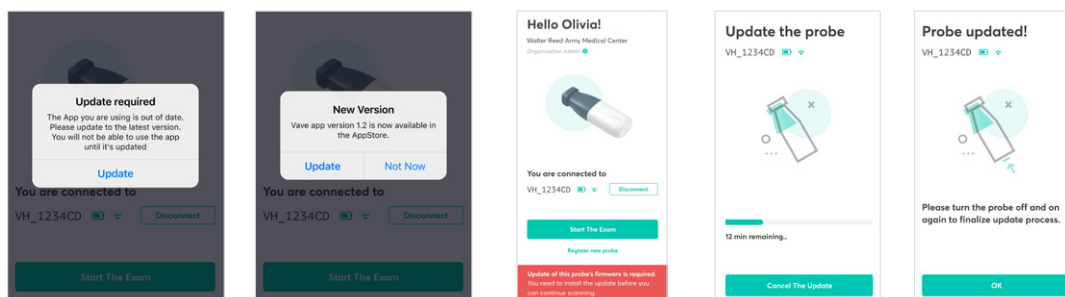 Update required
The App you are using is out of date.
Please update to the latest version.
You will not be able to use the app
until it's updated
Update
You are connected to
VH_1234CD
Disconnect
Start The Exam
New Version
Vave app version 1.2 is now available in
the AppStore.
Update
Not Now
You are connected to
VH_1234CD
Disconnect
Start The Exam
Hello Olivia!
Walter Reed Army Medical Center
Organization Admin
You are connected to
VH_1234CD
Disconnect
Start The Exam
Register new probe
Update of this probe's firmware is required.
You need to install the update before you
can continue scanning.
Update the probe
VH_1234CD
12 min remaining..
Cancel The Update
Probe updated!
VH_1234CD
Please turn the probe off and on
again to finalize update process.
OK